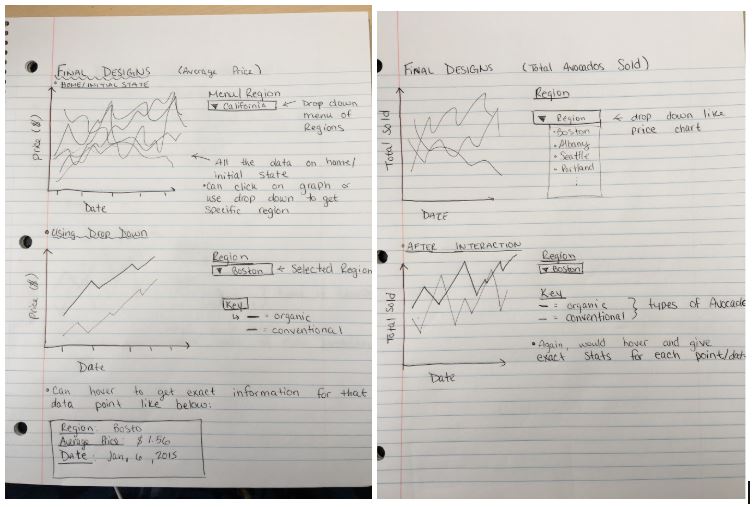 FINAL DESIGNS (Average Price)
• HOME/INITIAL STATE
Menu/Region
▼ California ← Drop down
menu of
Regions
Price ($)
← All the data on home/
initial state
• Can click on graph or
use drop down to get
specific region
Date
• Using Drop Down
Region
▼ Boston ← Selected Region
Price ($)
Key
↳ — = organic
— = conventional
Date
• Can hover to get exact information for that
data point like below:
Region: Bosto
Average Price: $1.56
Date: Jan, 6, 2015
FINAL DESIGNS (Total Avocados Sold)
Region
▼ Region ← drop down like
price chart
• Boston
• Albany
• Seattle
• Portland
Total Sold
DATE
• AFTER INTERACTION
Region
▼ Boston
Key
— = organic } types of Avocado
— = conventional
Total Sold
• Again, would hover and give
exact stats for each point/dat
Date